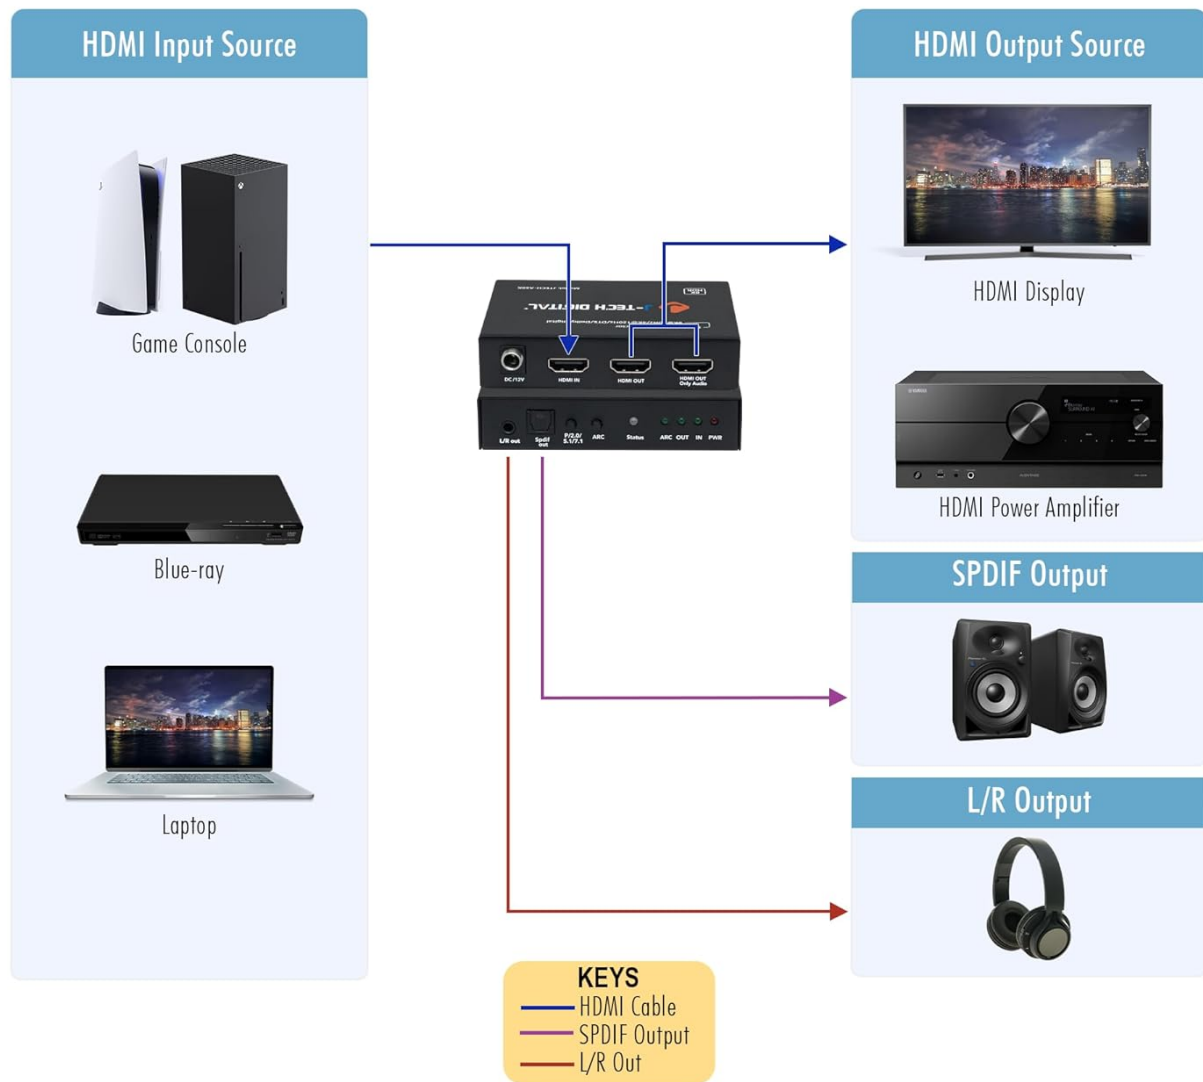 HDMI Input Source
Game Console
Blue-ray
Laptop
J-TECH DIGITAL
DC/12V
HDMI IN
HDMI OUT
HDMI OUT
Only Audio
L/R out
Spdif
out
P/2.0/
5.1/7.1
ARC
Status
ARC OUT IN PWR
HDMI Output Source
HDMI Display
HDMI Power Amplifier
SPDIF Output
L/R Output
KEYS
HDMI Cable
SPDIF Output
L/R Out